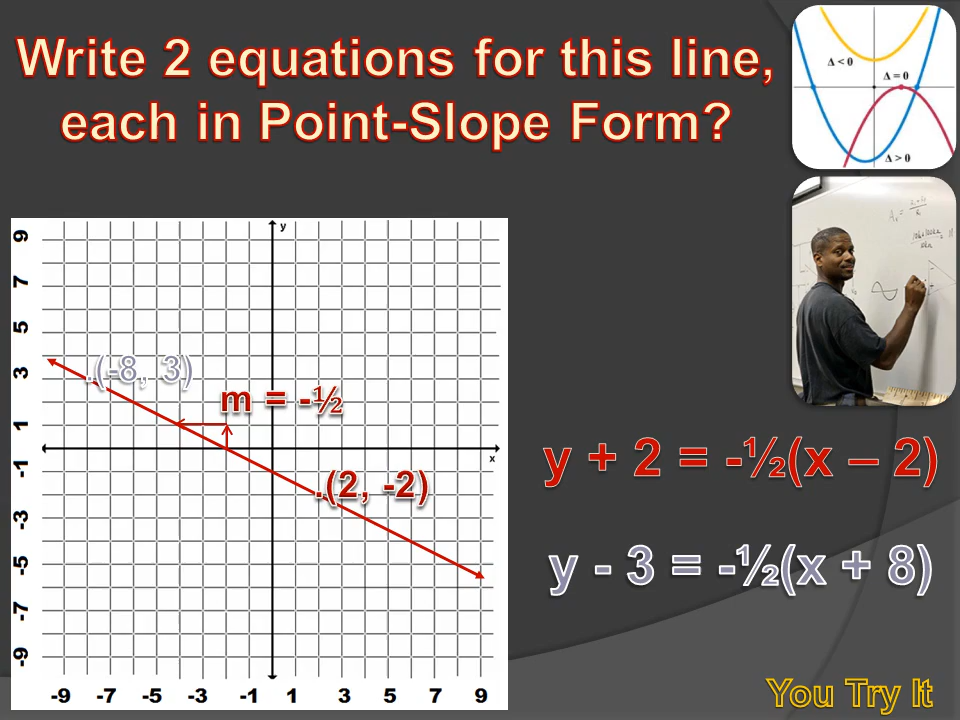 Write 2 equations for this line,
each in Point-Slope Form?
Δ < 0
Δ = 0
Δ > 0
y
9
7
5
3
1
-1
-3
-5
-7
-9
.(-8, 3)
m = -½
x
.(2, -2)
-9 -7 -5 -3 -1 1 3 5 7 9
y + 2 = -½(x – 2)
y - 3 = -½(x + 8)
You Try It